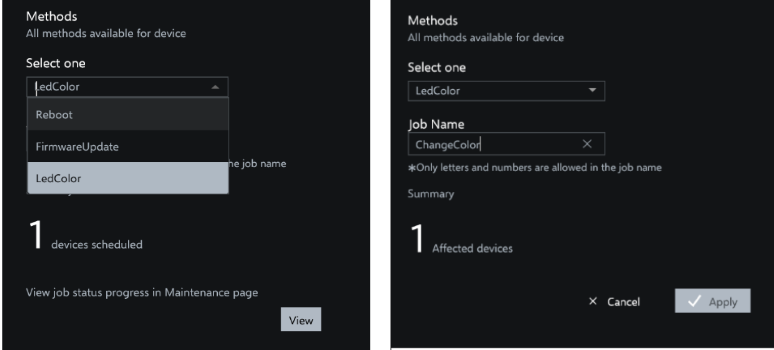 Methods
All methods available for device
Select one
LedColor
Reboot
FirmwareUpdate
he job name
LedColor
1 devices scheduled
View job status progress in Maintenance page
View
Methods
All methods available for device
Select one
LedColor
Job Name
ChangeColor
*Only letters and numbers are allowed in the job name
Summary
1 Affected devices
Cancel
Apply